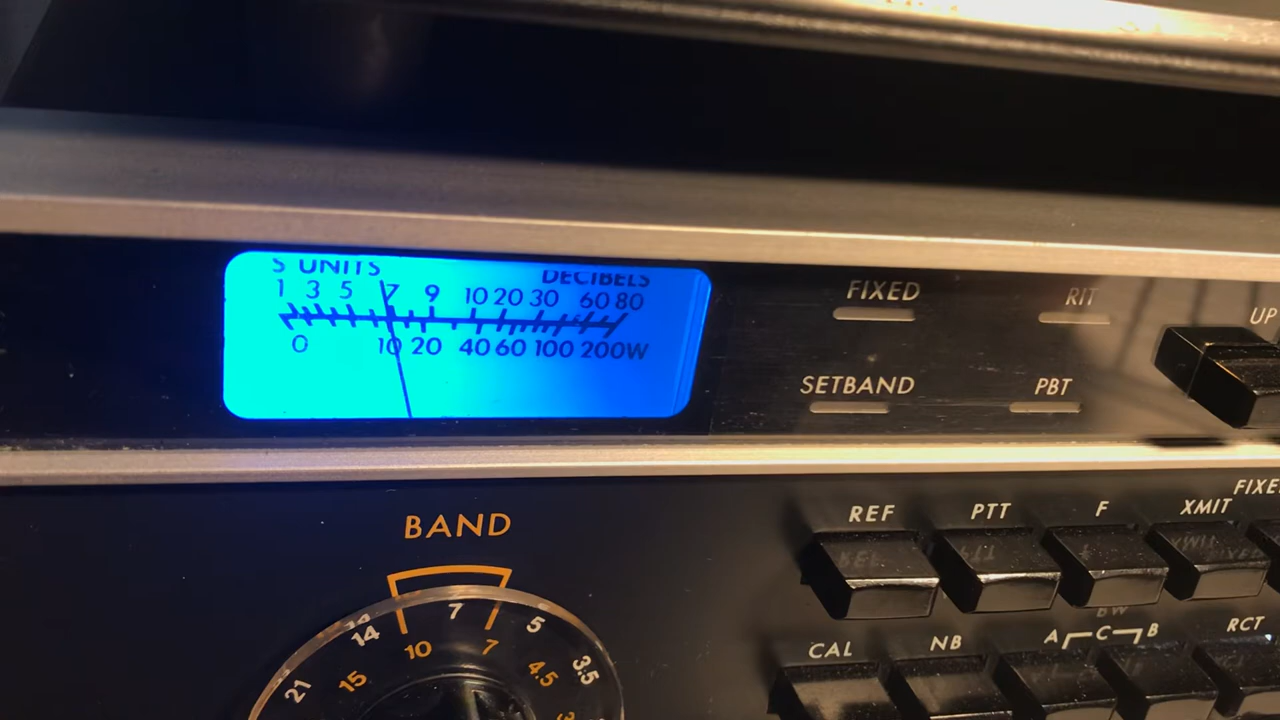 S UNITS DECIBELS
1 3 5 7 9 10 20 30 60 80
0 10 20 40 60 100 200W
FIXED RIT
UP
SETBAND PBT
BAND
REF PTT F XMIT FIXE
21 14 7 5 3.5
15 10 7 4.5
BW
CAL NB A C B RCT